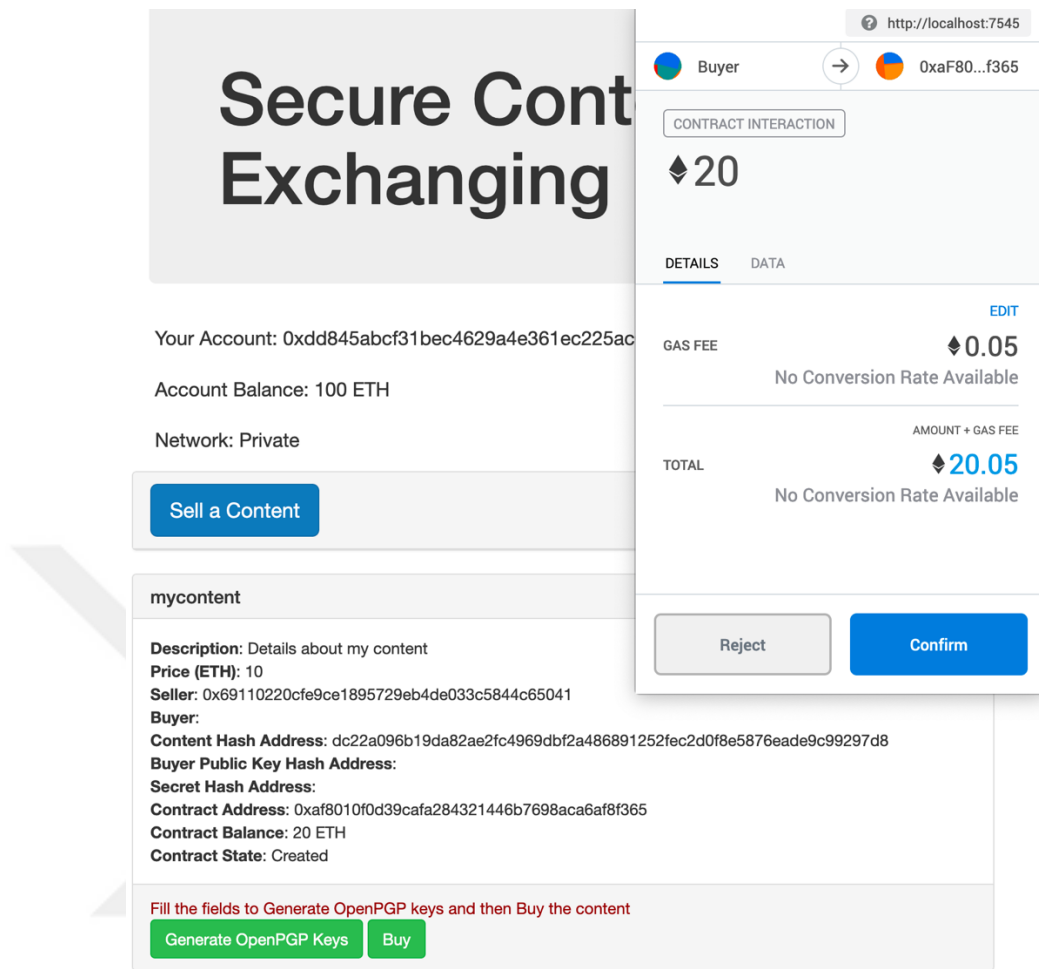 Secure Cont
Exchanging
Your Account: 0xdd845abcf31bec4629a4e361ec225ac
Account Balance: 100 ETH
Network: Private
Sell a Content
mycontent
Description: Details about my content
Price (ETH): 10
Seller: 0x69110220cfe9ce1895729eb4de033c5844c65041
Buyer:
Content Hash Address: dc22a096b19da82ae2fc4969dbf2a486891252fec2d0f8e5876eade9c99297d8
Buyer Public Key Hash Address:
Secret Hash Address:
Contract Address: 0xaf8010f0d39cafa284321446b7698aca6af8f365
Contract Balance: 20 ETH
Contract State: Created
Fill the fields to Generate OpenPGP keys and then Buy the content
Generate OpenPGP Keys Buy
http://localhost:7545
Buyer 0xaF80...f365
CONTRACT INTERACTION
20
DETAILS DATA
EDIT
GAS FEE 0.05
No Conversion Rate Available
AMOUNT + GAS FEE
TOTAL 20.05
No Conversion Rate Available
Reject Confirm